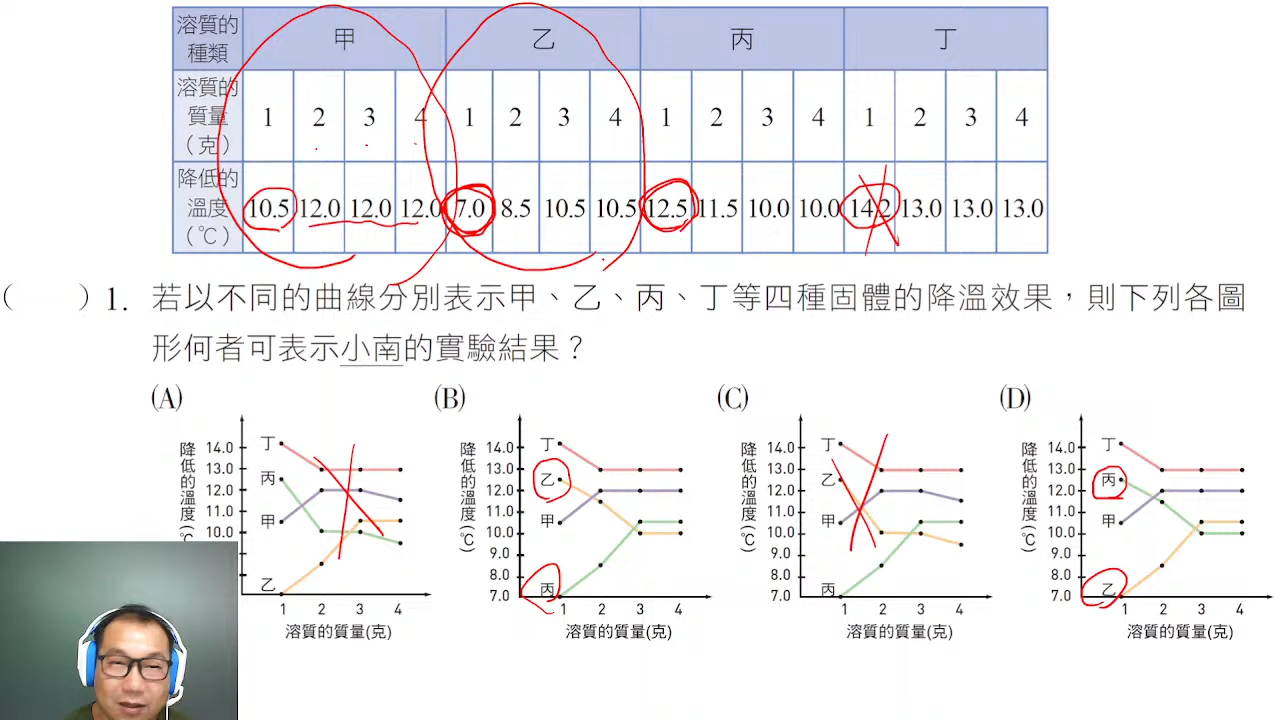 溶質的種類 甲 乙 丙 丁
溶質的質量（克） 1 2 3 4 1 2 3 4 1 2 3 4 1 2 3 4
降低的溫度（℃） 10.5 12.0 12.0 12.0 7.0 8.5 10.5 10.5 12.5 11.5 10.0 10.0 14.2 13.0 13.0 13.0
（ ）1. 若以不同的曲線分別表示甲、乙、丙、丁等四種固體的降溫效果，則下列各圖
形何者可表示小南的實驗結果？
(A)
降低的溫度(℃
14.0
13.0
12.0
11.0
10.0
丁
丙
甲
乙
1 2 3 4
溶質的質量(克)
(B)
降低的溫度(℃)
14.0
13.0
12.0
11.0
10.0
9.0
8.0
7.0
丁
乙
甲
丙
1 2 3 4
溶質的質量(克)
(C)
降低的溫度(℃)
14.0
13.0
12.0
11.0
10.0
9.0
8.0
7.0
丁
乙
甲
丙
1 2 3 4
溶質的質量(克)
(D)
降低的溫度(℃)
14.0
13.0
12.0
11.0
10.0
9.0
8.0
7.0
丁
丙
甲
乙
1 2 3 4
溶質的質量(克)